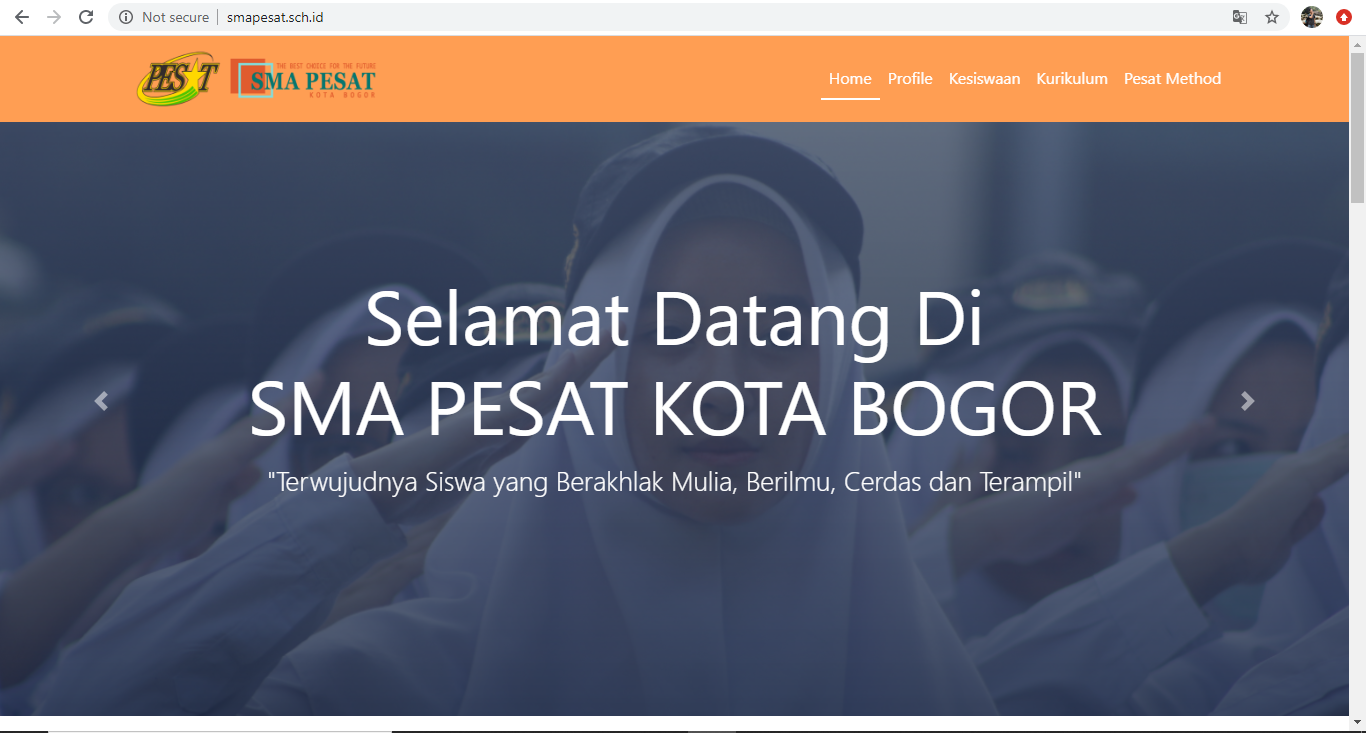 Not secure
smapesat.sch.id
PESAT
THE BEST CHOICE FOR THE FUTURE
SMA PESAT
KOTA BOGOR
Home
Profile
Kesiswaan
Kurikulum
Pesat Method
Selamat Datang Di
SMA PESAT KOTA BOGOR
"Terwujudnya Siswa yang Berakhlak Mulia, Berilmu, Cerdas dan Terampil"